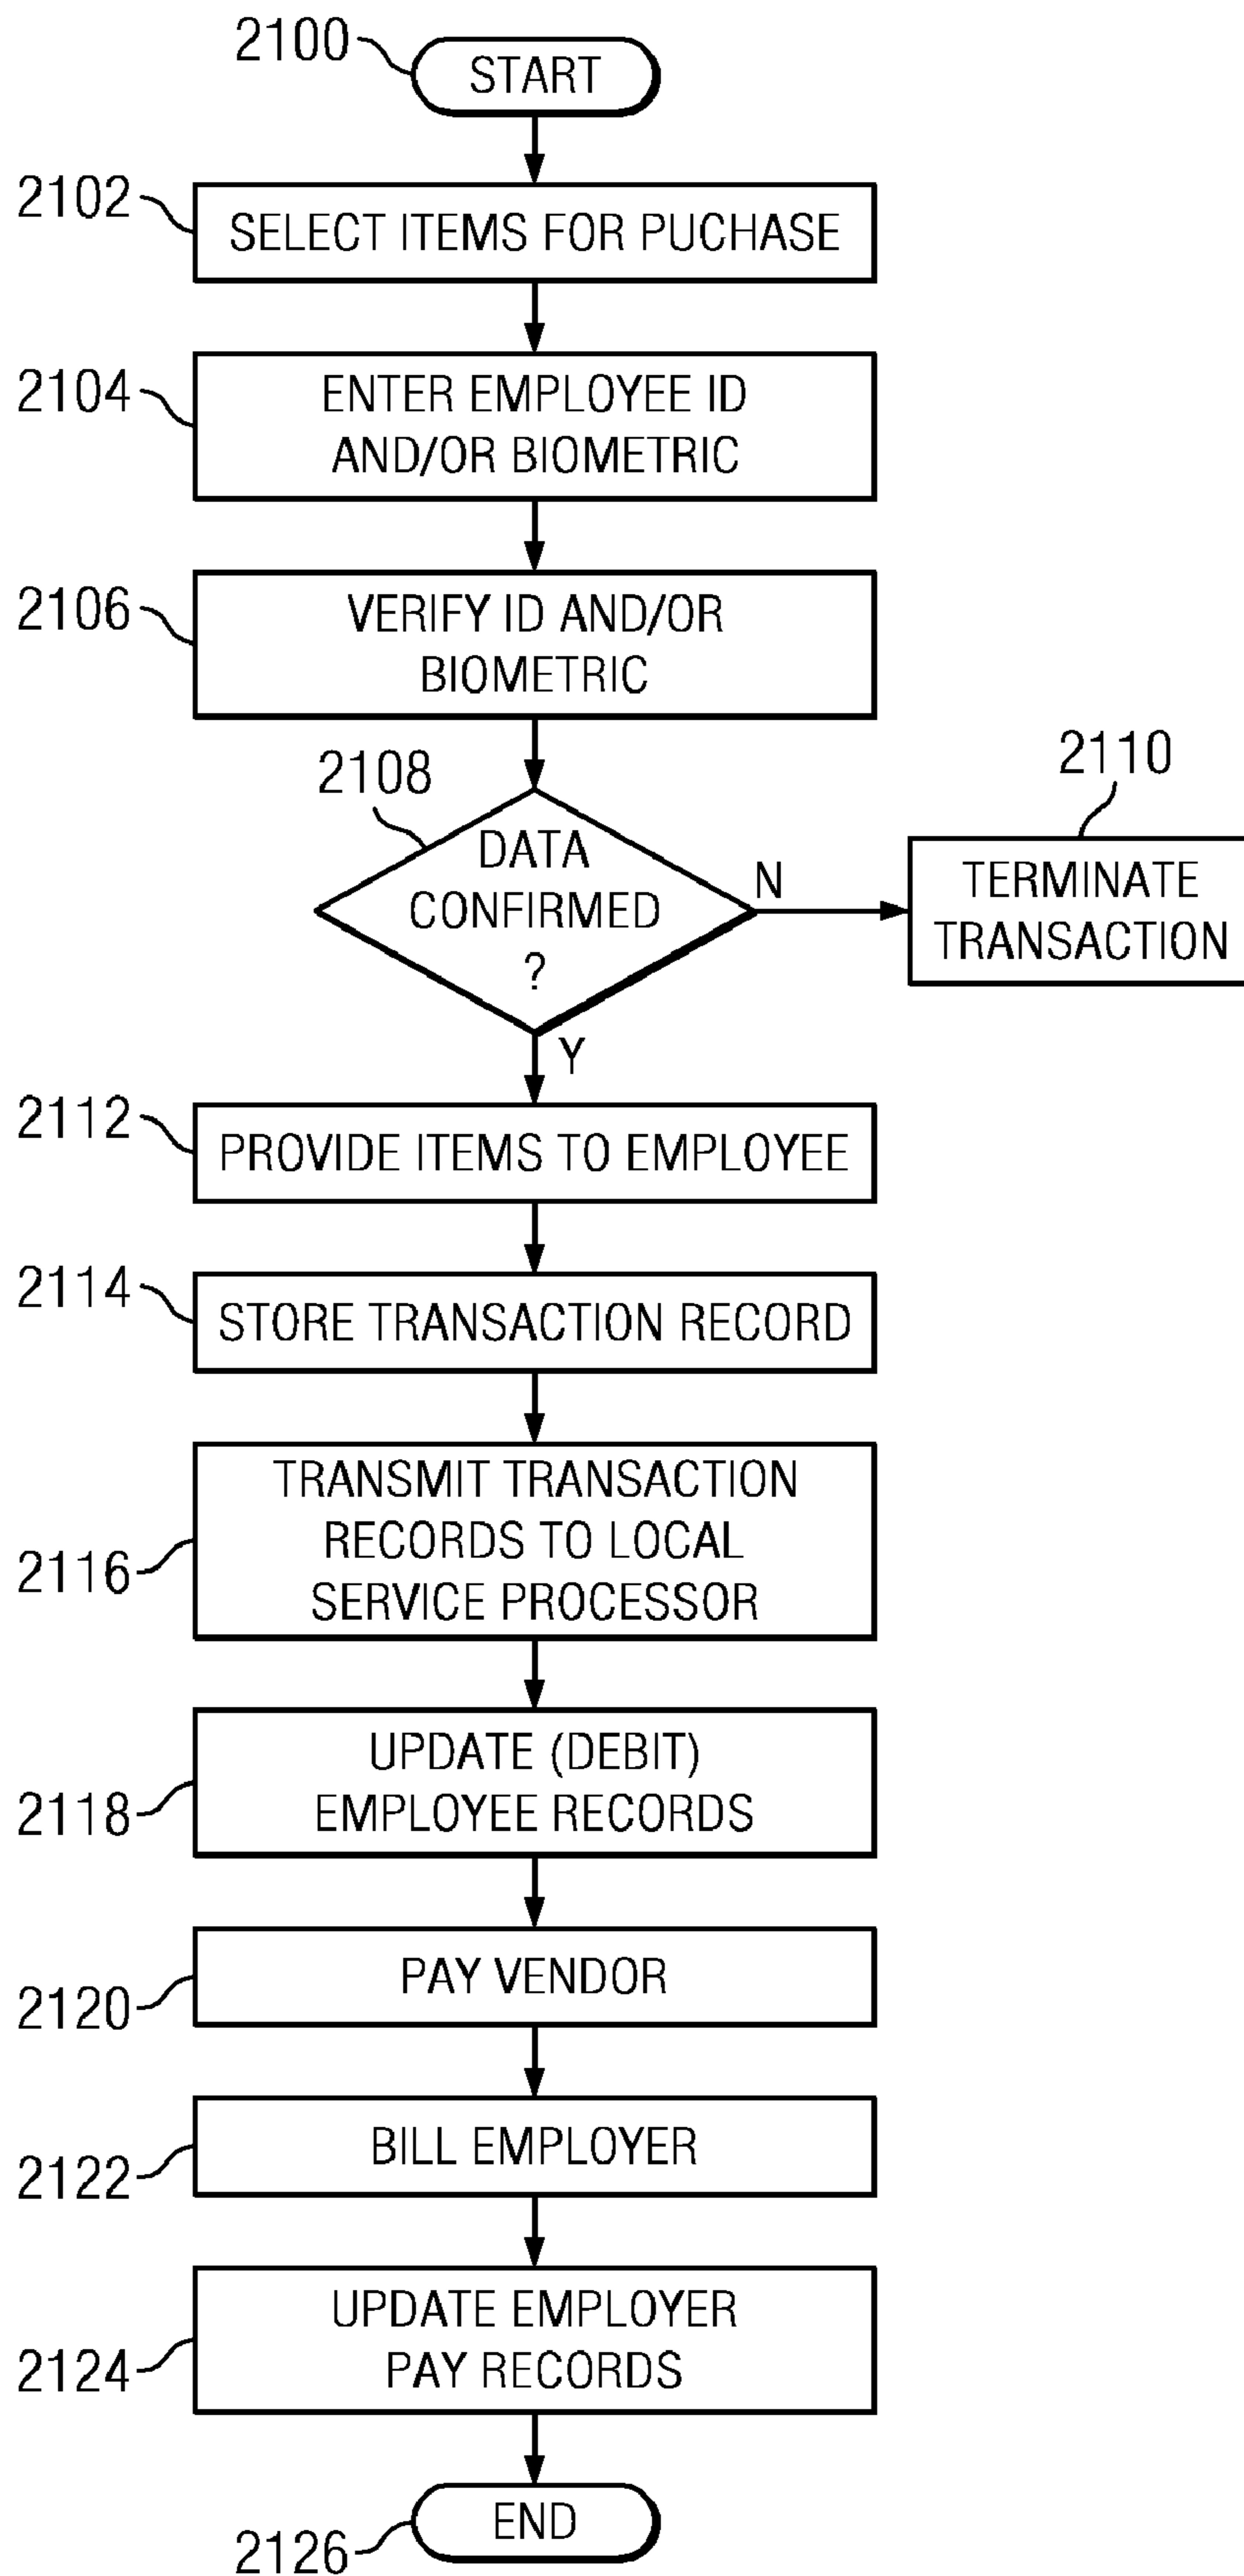 2100
START
2102
SELECT ITEMS FOR PUCHASE
2104
ENTER EMPLOYEE ID
AND/OR BIOMETRIC
2106
VERIFY ID AND/OR
BIOMETRIC
2108
DATA
CONFIRMED
?
N
2110
TERMINATE
TRANSACTION
Y
2112
PROVIDE ITEMS TO EMPLOYEE
2114
STORE TRANSACTION RECORD
2116
TRANSMIT TRANSACTION
RECORDS TO LOCAL
SERVICE PROCESSOR
2118
UPDATE (DEBIT)
EMPLOYEE RECORDS
2120
PAY VENDOR
2122
BILL EMPLOYER
2124
UPDATE EMPLOYER
PAY RECORDS
END
2126